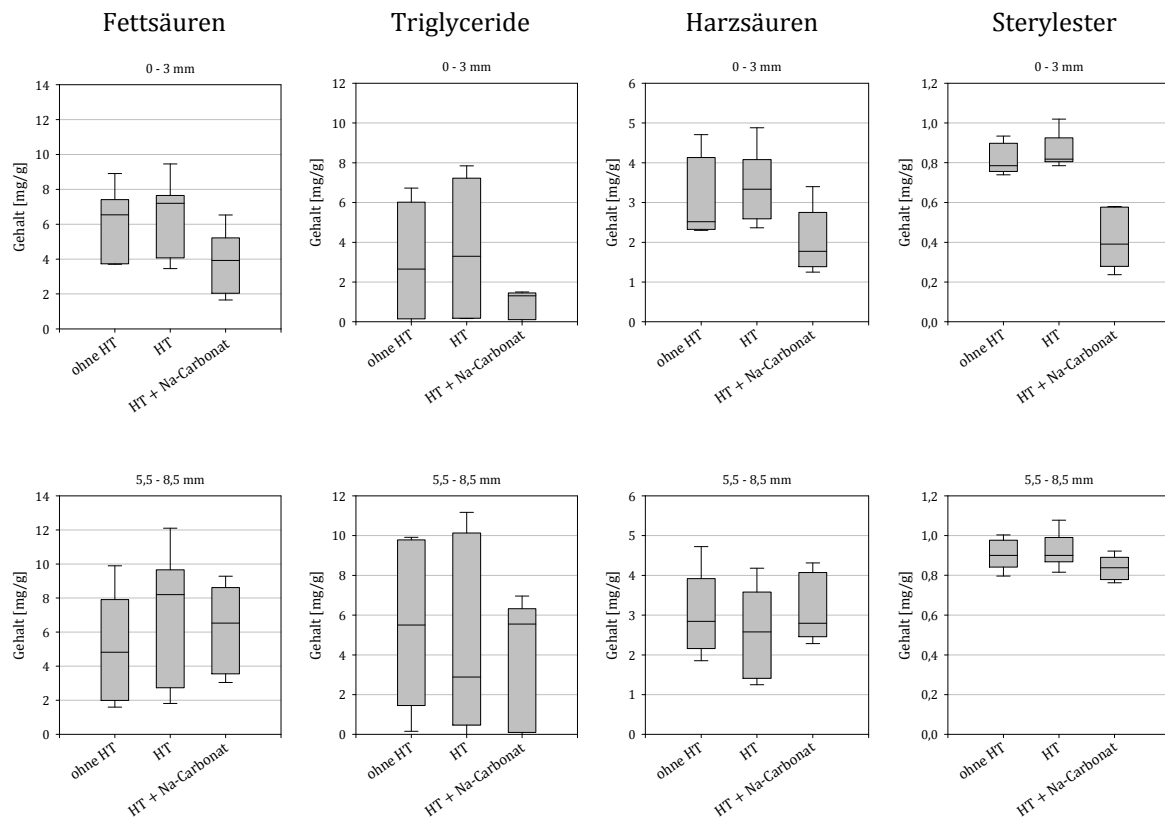 Fettsäuren
Triglyceride
Harzsäuren
Sterylester
0 - 3 mm
Gehalt [mg/g]
14
12
10
8
6
4
2
0
ohne HT
HT
HT + Na-Carbonat
0 - 3 mm
Gehalt [mg/g]
12
10
8
6
4
2
0
ohne HT
HT
HT + Na-Carbonat
0 - 3 mm
Gehalt [mg/g]
6
5
4
3
2
1
0
ohne HT
HT
HT + Na-Carbonat
0 - 3 mm
Gehalt [mg/g]
1,2
1,0
0,8
0,6
0,4
0,2
0,0
ohne HT
HT
HT + Na-Carbonat
5,5 - 8,5 mm
Gehalt [mg/g]
14
12
10
8
6
4
2
0
ohne HT
HT
HT + Na-Carbonat
5,5 - 8,5 mm
Gehalt [mg/g]
12
10
8
6
4
2
0
ohne HT
HT
HT + Na-Carbonat
5,5 - 8,5 mm
Gehalt [mg/g]
6
5
4
3
2
1
0
ohne HT
HT
HT + Na-Carbonat
5,5 - 8,5 mm
Gehalt [mg/g]
1,2
1,0
0,8
0,6
0,4
0,2
0,0
ohne HT
HT
HT + Na-Carbonat